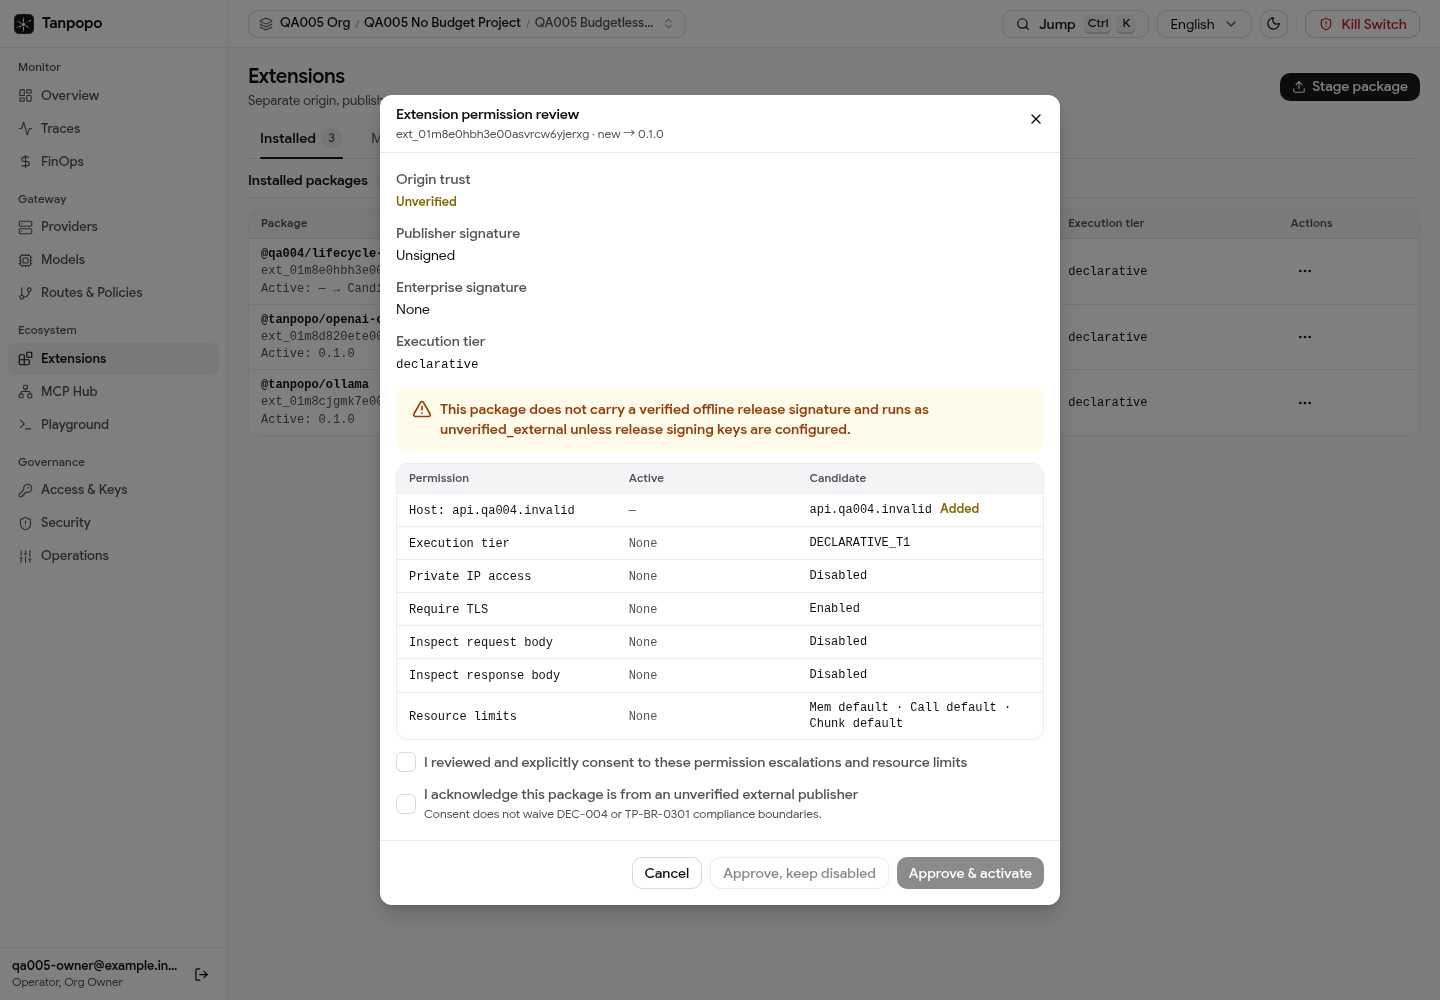 Tanpopo
QA005 Org / QA005 No Budget Project / QA005 Budgetless...
Jump Ctrl K
English
Kill Switch
Monitor
Overview
Traces
FinOps
Gateway
Providers
Models
Routes & Policies
Ecosystem
Extensions
MCP Hub
Playground
Governance
Access & Keys
Security
Operations
qa005-owner@example.in...
Operator, Org Owner
Extensions
Separate origin, publish
Stage package
Installed 3
M
Installed packages
Package
Execution tier
Actions
@qa004/lifecycle-
ext_01m8e0hbh3e00
Active: — → Candi
declarative
@tanpopo/openai-c
ext_01m8d820ete00
Active: 0.1.0
declarative
@tanpopo/ollama
ext_01m8cjgmk7e00
Active: 0.1.0
declarative
Extension permission review
ext_01m8e0hbh3e00asvrcw6yjerxg · new → 0.1.0
Origin trust
Unverified
Publisher signature
Unsigned
Enterprise signature
None
Execution tier
declarative
This package does not carry a verified offline release signature and runs as
unverified_external unless release signing keys are configured.
Permission Active Candidate
Host: api.qa004.invalid — api.qa004.invalid Added
Execution tier None DECLARATIVE_T1
Private IP access None Disabled
Require TLS None Enabled
Inspect request body None Disabled
Inspect response body None Disabled
Resource limits None Mem default · Call default ·
Chunk default
I reviewed and explicitly consent to these permission escalations and resource limits
I acknowledge this package is from an unverified external publisher
Consent does not waive DEC-004 or TP-BR-0301 compliance boundaries.
Cancel
Approve, keep disabled
Approve & activate